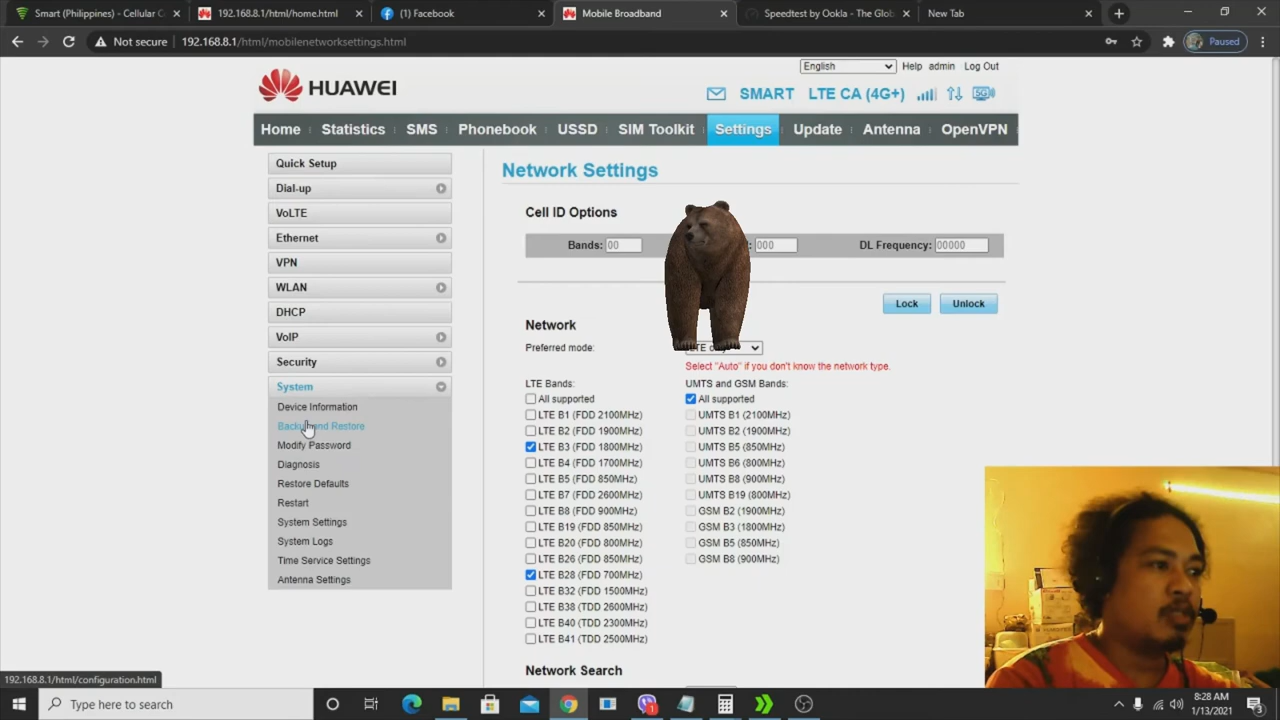 Smart (Philippines) - Cellular C
192.168.8.1/html/home.html
(1) Facebook
Mobile Broadband
Speedtest by Ookla - The Glob
New Tab
Not secure
192.168.8.1/html/mobilenetworksettings.html
Paused
HUAWEI
English
Help
admin
Log Out
SMART
LTE CA (4G+)
5G
Home
Statistics
SMS
Phonebook
USSD
SIM Toolkit
Settings
Update
Antenna
OpenVPN
Quick Setup
Dial-up
VoLTE
Ethernet
VPN
WLAN
DHCP
VoIP
Security
System
Device Information
Backup and Restore
Modify Password
Diagnosis
Restore Defaults
Restart
System Settings
System Logs
Time Service Settings
Antenna Settings
Network Settings
Cell ID Options
Bands: 00
: 000
DL Frequency: 00000
Lock
Unlock
Network
Preferred mode:
Select "Auto" if you don't know the network type.
LTE Bands:
All supported
LTE B1 (FDD 2100MHz)
LTE B2 (FDD 1900MHz)
LTE B3 (FDD 1800MHz)
LTE B4 (FDD 1700MHz)
LTE B5 (FDD 850MHz)
LTE B7 (FDD 2600MHz)
LTE B8 (FDD 900MHz)
LTE B19 (FDD 850MHz)
LTE B20 (FDD 800MHz)
LTE B26 (FDD 850MHz)
LTE B28 (FDD 700MHz)
LTE B32 (FDD 1500MHz)
LTE B38 (TDD 2600MHz)
LTE B40 (TDD 2300MHz)
LTE B41 (TDD 2500MHz)
UMTS and GSM Bands:
All supported
UMTS B1 (2100MHz)
UMTS B2 (1900MHz)
UMTS B5 (850MHz)
UMTS B6 (800MHz)
UMTS B8 (900MHz)
UMTS B19 (800MHz)
GSM B2 (1900MHz)
GSM B3 (1800MHz)
GSM B5 (850MHz)
GSM B8 (900MHz)
Network Search
192.168.8.1/html/configuration.html
Type here to search
1
8:28 AM
1/13/2021
3